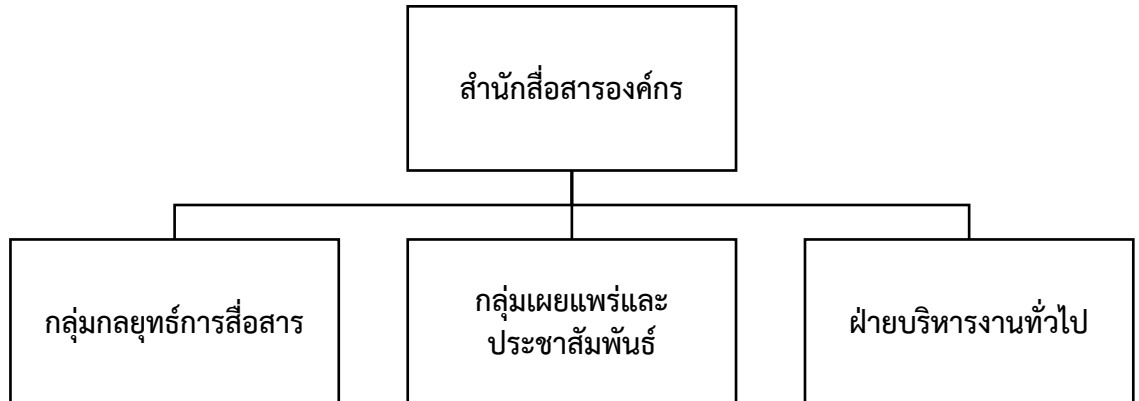 สำนักสื่อสารองค์กร
กลุ่มกลยุทธ์การสื่อสาร
กลุ่มเผยแพร่และ
ประชาสัมพันธ์
ฝ่ายบริหารงานทั่วไป